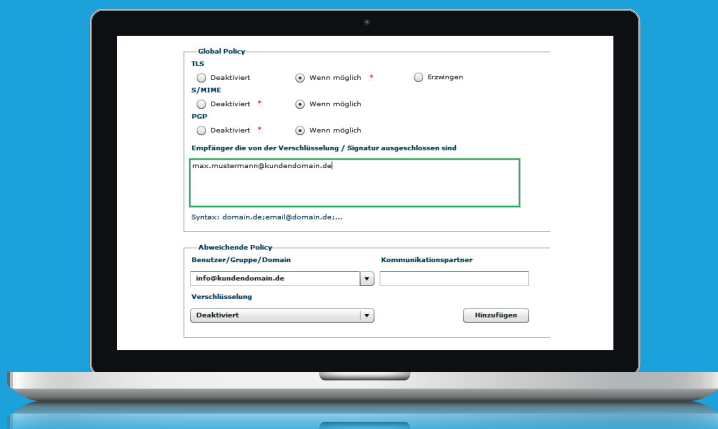 Global Policy
TLS
Deaktiviert Wenn möglich * Erzwingen
S/MIME
Deaktiviert * Wenn möglich
PGP
Deaktiviert * Wenn möglich
Empfänger die von der Verschlüsselung / Signatur ausgeschlossen sind
max.mustermann@kundendomain.de
Syntax: domain.de;email@domain.de;...
Abweichende Policy
Benutzer/Gruppe/Domain Kommunikationspartner
info@kundendomain.de
Verschlüsselung
Deaktiviert Hinzufügen